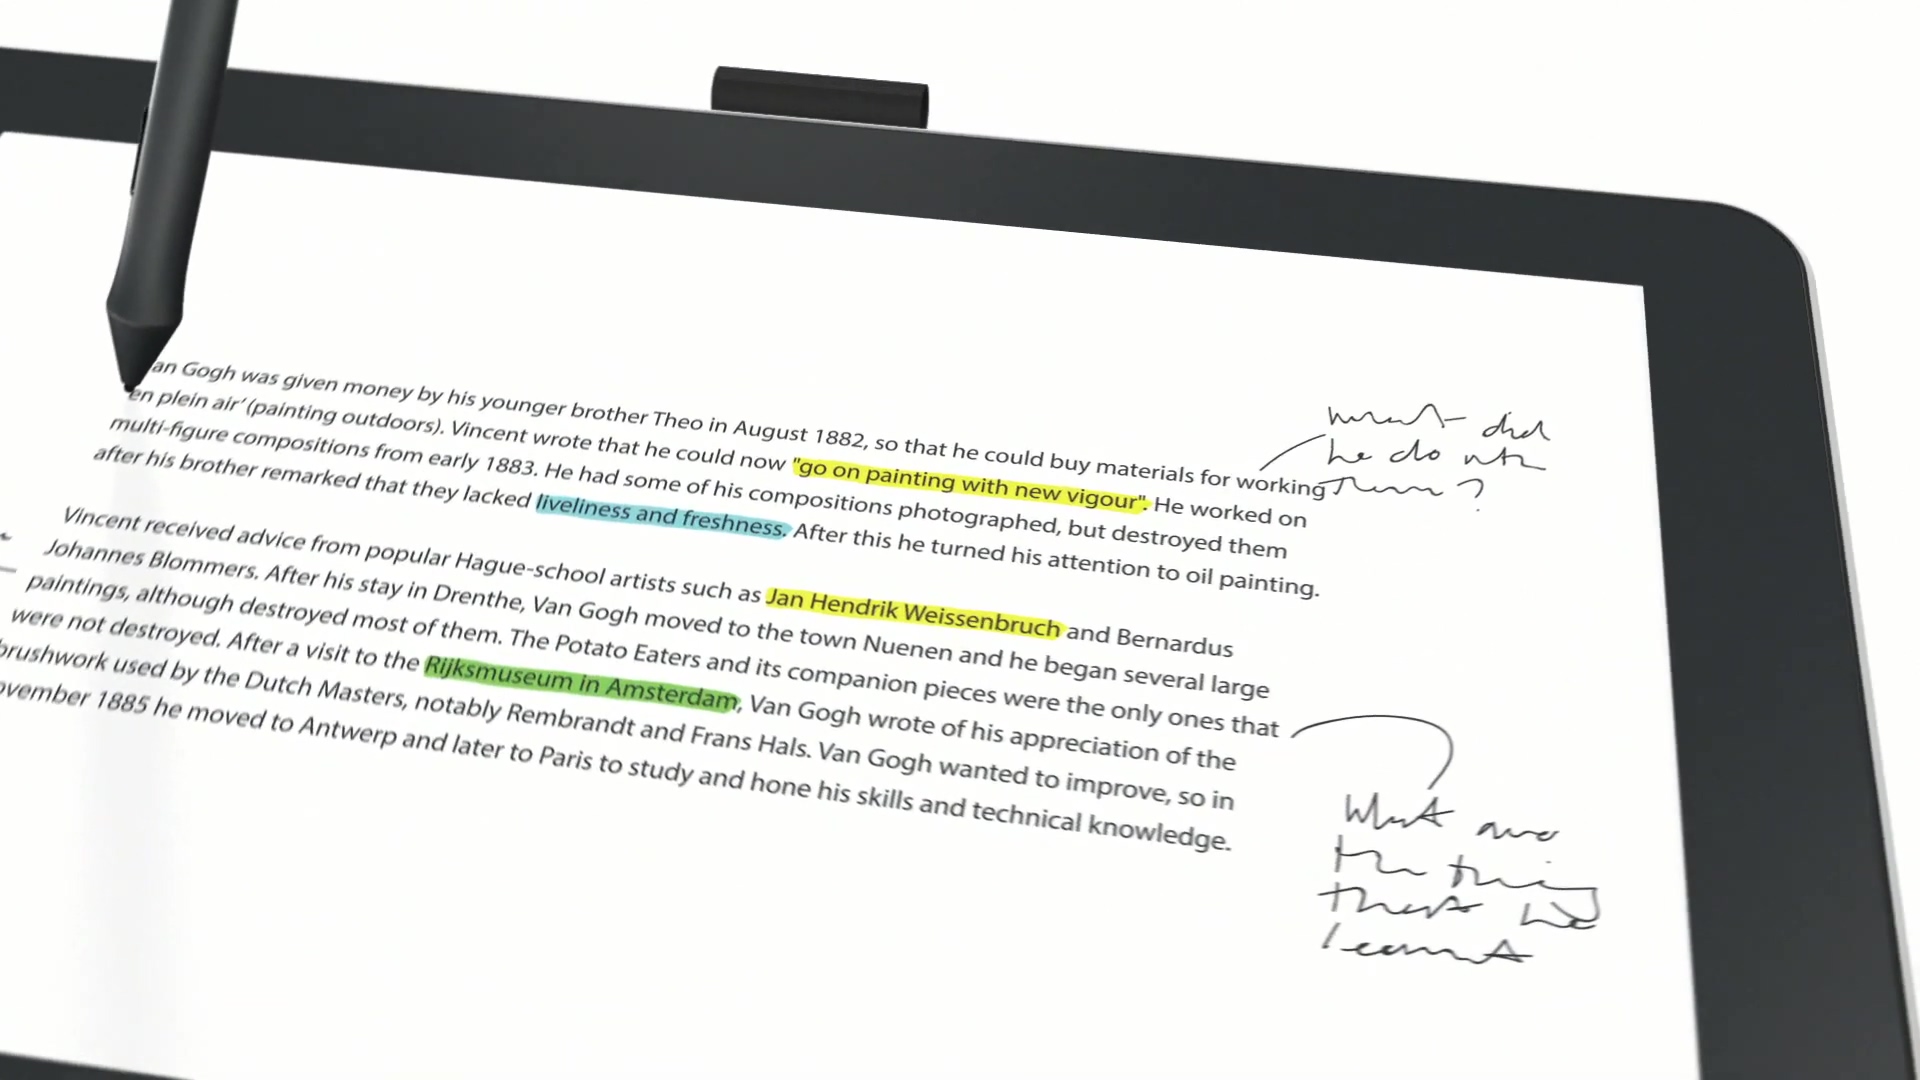 an Gogh was given money by his younger brother Theo in August 1882, so that he could buy materials for working
en plein air' (painting outdoors). Vincent wrote that he could now "go on painting with new vigour". He worked on
multi-figure compositions from early 1883. He had some of his compositions photographed, but destroyed them
after his brother remarked that they lacked liveliness and freshness. After this he turned his attention to oil painting.
Vincent received advice from popular Hague-school artists such as Jan Hendrik Weissenbruch and Bernardus
Johannes Blommers. After his stay in Drenthe, Van Gogh moved to the town Nuenen and he began several large
paintings, although destroyed most of them. The Potato Eaters and its companion pieces were the only ones that
were not destroyed. After a visit to the Rijksmuseum in Amsterdam, Van Gogh wrote of his appreciation of the
brushwork used by the Dutch Masters, notably Rembrandt and Frans Hals. Van Gogh wanted to improve, so in
ovember 1885 he moved to Antwerp and later to Paris to study and hone his skills and technical knowledge.
what did
he do with
them?
What are
the things
that he
learnt